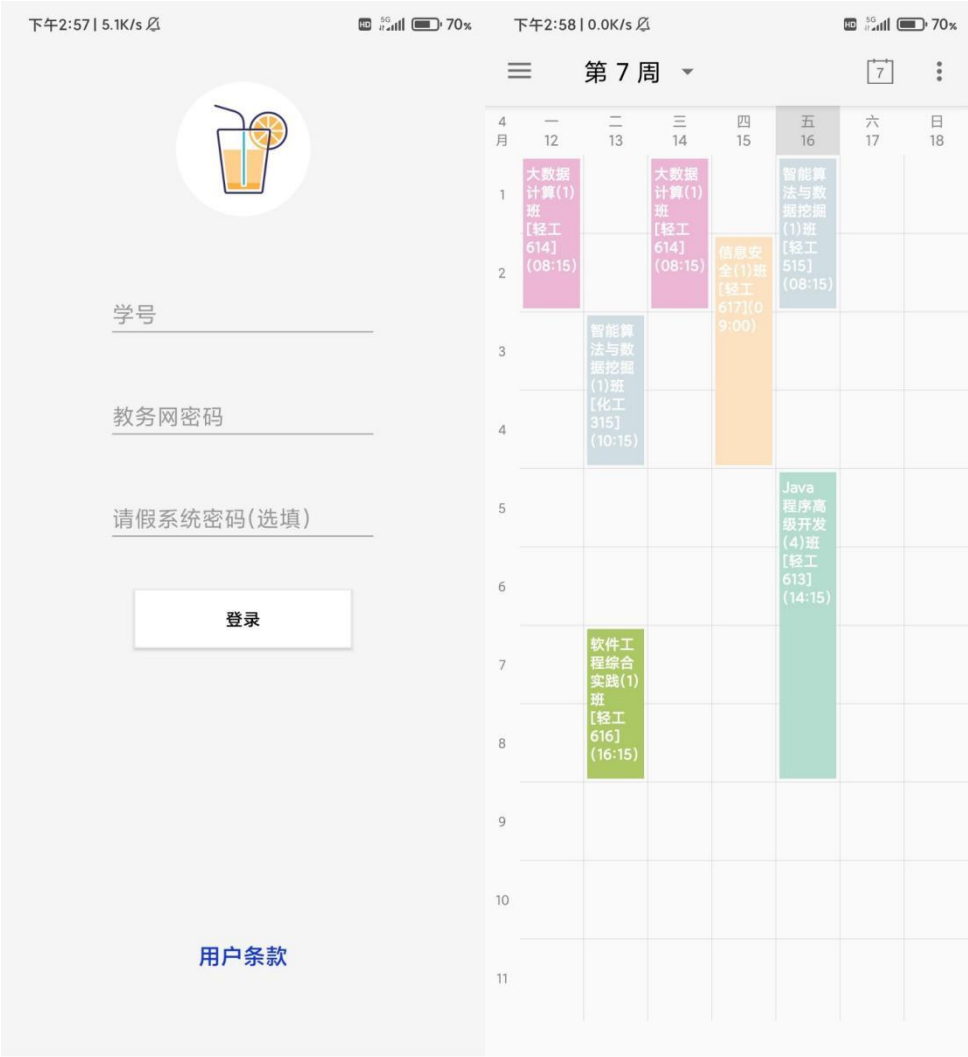 下午2:57 | 5.1K/s
HD 5G 70%
学号
教务网密码
请假系统密码(选填)
登录
用户条款
下午2:58 | 0.0K/s
HD 5G 70%
第 7 周
7
4
月
一
12
二
13
三
14
四
15
五
16
六
17
日
18
1
2
3
4
5
6
7
8
9
10
11
大数据
计算(1)
班
[轻工
614]
(08:15)
智能算
法与数
据挖掘
(1)班
[化工
315]
(10:15)
软件工
程综合
实践(1)
班
[轻工
616]
(16:15)
大数据
计算(1)
班
[轻工
614]
(08:15)
信息安
全(1)班
[轻工
617](0
9:00)
智能算
法与数
据挖掘
(1)班
[轻工
515]
(08:15)
Java
程序高
级开发
(4)班
[轻工
613]
(14:15)